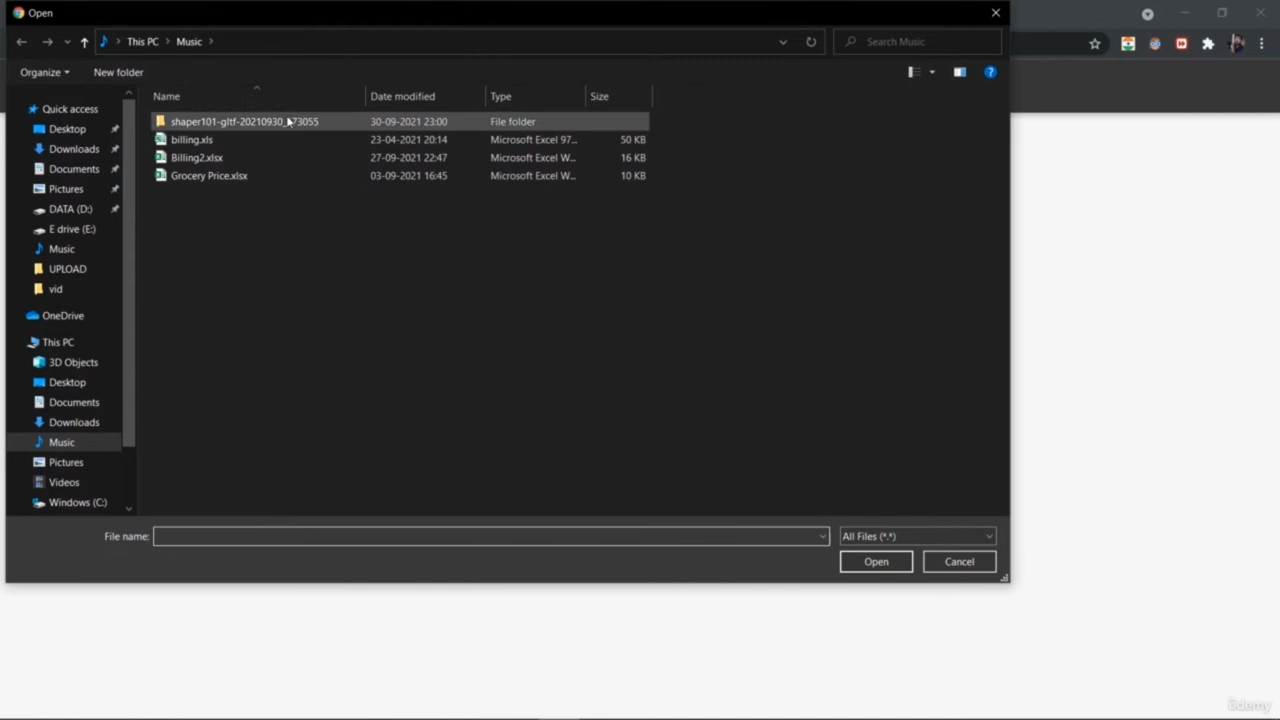 Open
This PC
Music
Search Music
Organize
New folder
Name
Date modified
Type
Size
Quick access
Desktop
Downloads
Documents
Pictures
DATA (D:)
E drive (E:)
Music
UPLOAD
vid
OneDrive
This PC
3D Objects
Desktop
Documents
Downloads
Music
Pictures
Videos
Windows (C:)
shaper101-gltf-20210930_173055 30-09-2021 23:00 File folder
billing.xls 23-04-2021 20:14 Microsoft Excel 97... 50 KB
Billing2.xlsx 27-09-2021 22:47 Microsoft Excel W... 16 KB
Grocery Price.xlsx 03-09-2021 16:45 Microsoft Excel W... 10 KB
File name:
All Files (*.*)
Open
Cancel
ûdemy